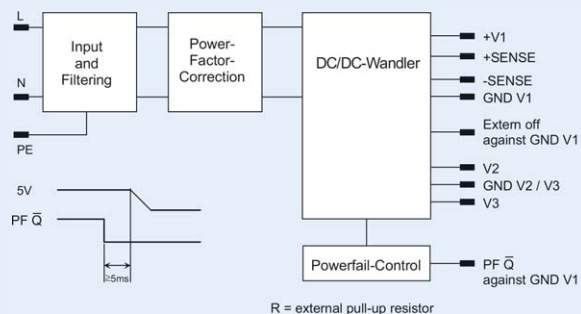 L
N
PE
Input
and
Filtering
Power-
Factor-
Correction
DC/DC-Wandler
+V1
+SENSE
-SENSE
GND V1
Extern off
against GND V1
V2
GND V2 / V3
V3
5V
PF Q̅
≥5ms
Powerfail-Control
PF Q̅
against GND V1
R = external pull-up resistor